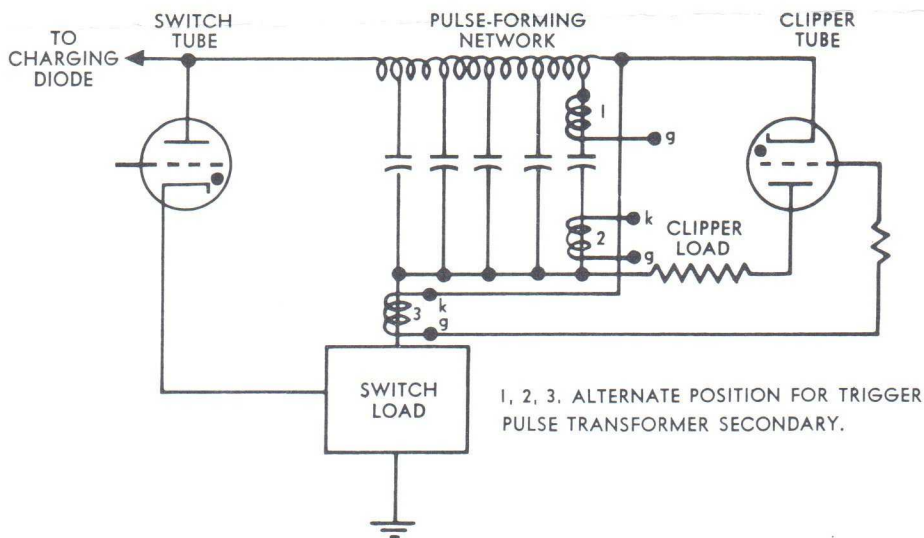 SWITCH
TUBE
PULSE-FORMING
NETWORK
CLIPPER
TUBE
TO
CHARGING
DIODE
1
g
k
2
g
CLIPPER
LOAD
3
k
g
SWITCH
LOAD
1, 2, 3. ALTERNATE POSITION FOR TRIGGER
PULSE TRANSFORMER SECONDARY.